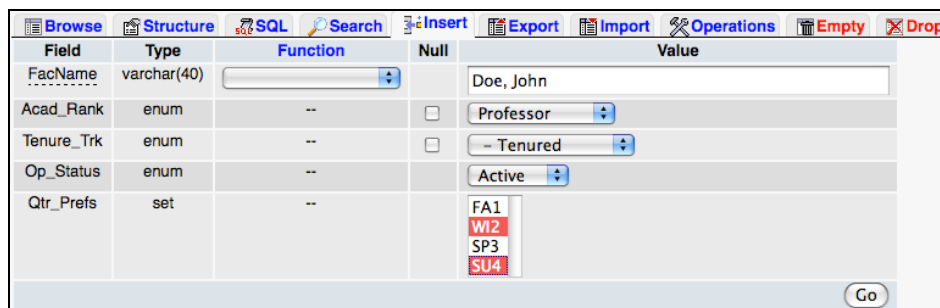 Browse Structure SQL Search Insert Export Import Operations Empty Drop
Field Type Function Null Value
FacName varchar(40) Doe, John
Acad_Rank enum -- Professor
Tenure_Trk enum -- – Tenured
Op_Status enum -- Active
Qtr_Prefs set -- FA1
WI2
SP3
SU4
Go